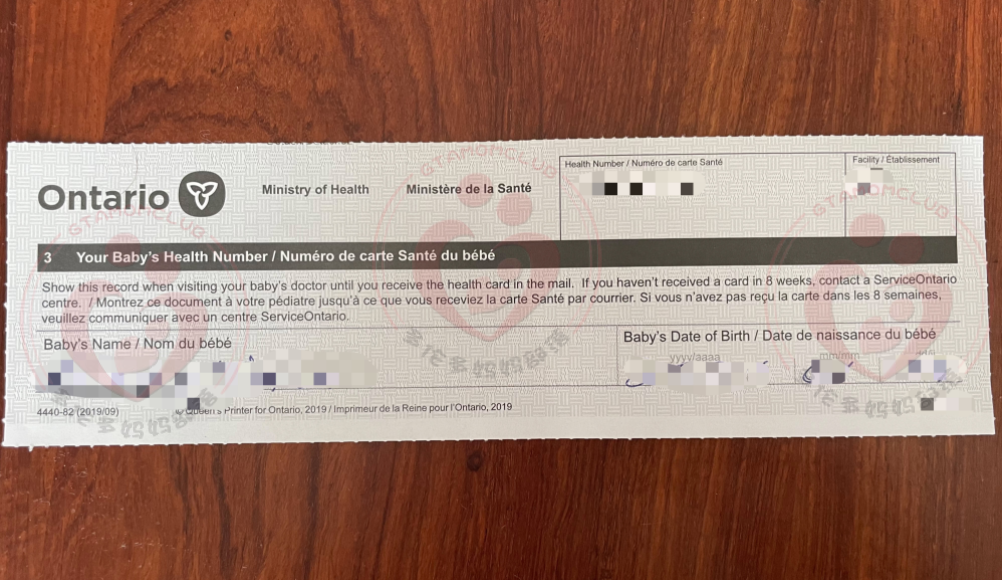 Ontario
Ministry of Health
Ministère de la Santé
Health Number / Numéro de carte Santé
Facility / Établissement
3 Your Baby's Health Number / Numéro de carte Santé du bébé
Show this record when visiting your baby's doctor until you receive the health card in the mail. If you haven't received a card in 8 weeks, contact a ServiceOntario
centre. / Montrez ce document à votre pédiatre jusqu'à ce que vous receviez la carte Santé par courrier. Si vous n'avez pas reçu la carte dans les 8 semaines,
veuillez communiquer avec un centre ServiceOntario.
Baby's Name / Nom du bébé
Baby's Date of Birth / Date de naissance du bébé
yyyy/aaaa
mm/mm
4440-82 (2019/09)
Queen's Printer for Ontario, 2019 / Imprimeur de la Reine pour l'Ontario, 2019
GTAMOMCLUB
GTAMOMCLUB
GTAMOMCLUB